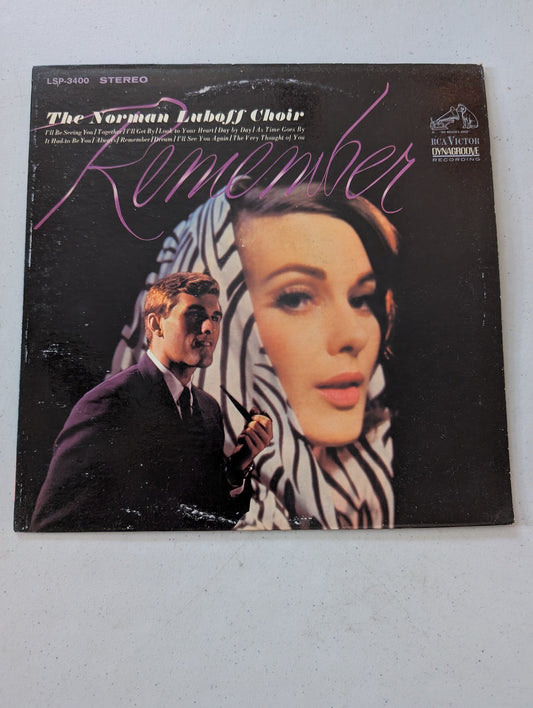 LSP-3400 STEREO
The Norman Luboff Choir
I'll Be Seeing You/Together/I'll Get By/Look to Your Heart/Day by Day/As Time Goes By
It Had to Be You/Always/Remember/Dream/I'll See You Again/The Very Thought of You
Remember
RCA VICTOR
DYNAGROOVE
RECORDING